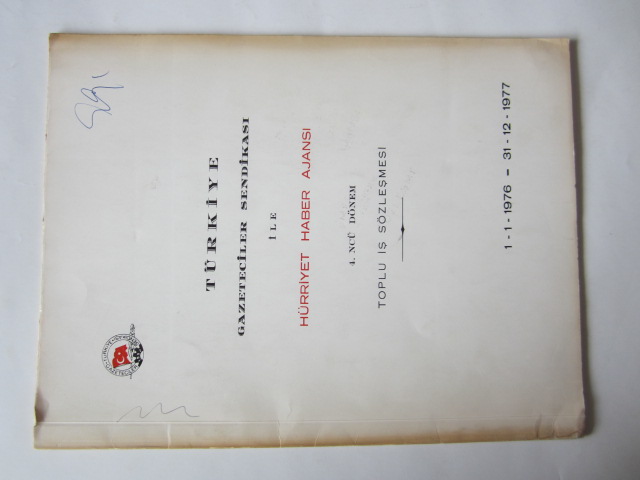 TÜRKİYE
GAZETECİLER SENDİKASI
İLE
HÜRRİYET HABER AJANSI
4. NCÜ DÖNEM
TOPLU İŞ SÖZLEŞMESİ
1-1-1976 - 31-12-1977